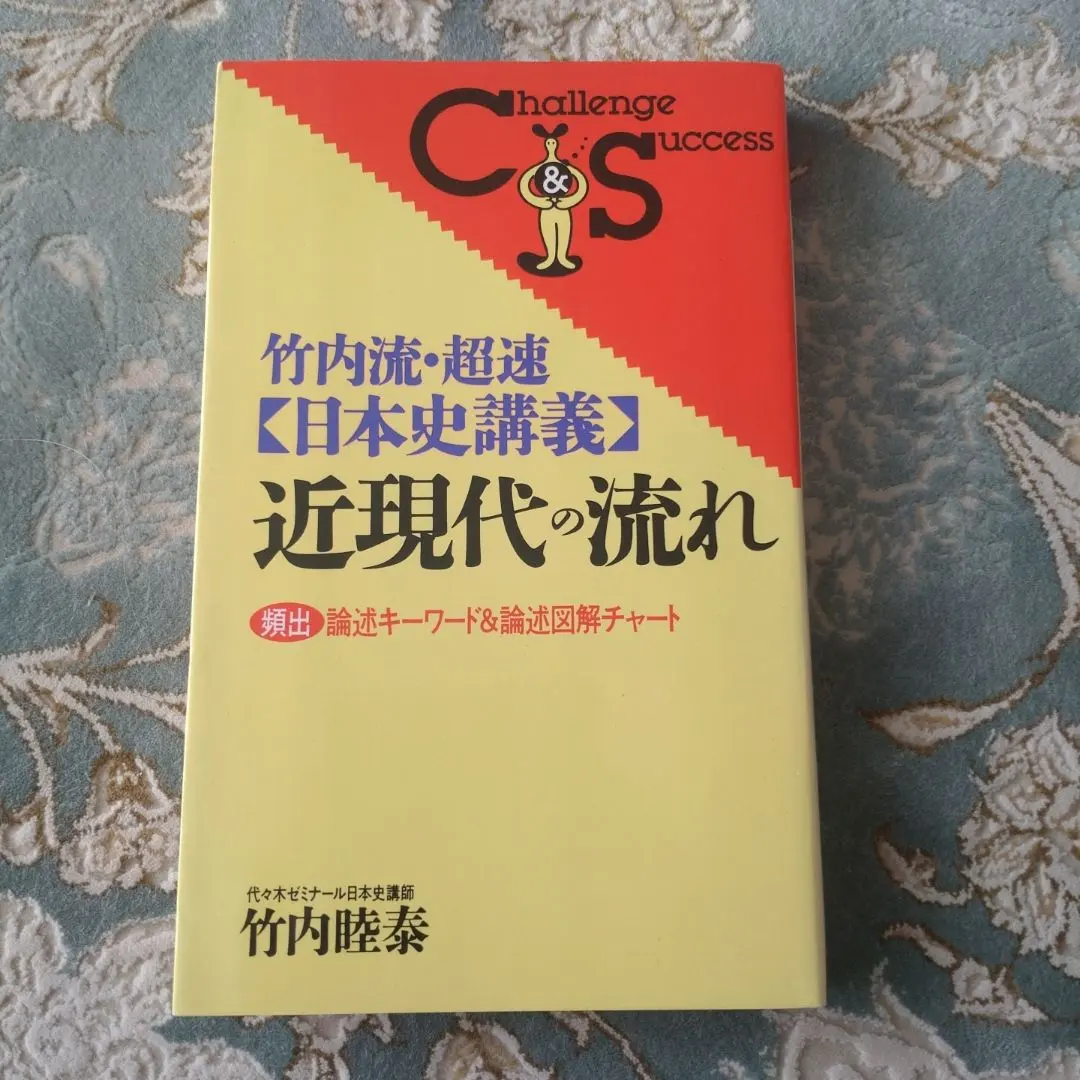 Challenge
&
Success
竹内流・超速
【日本史講義】
近現代の流れ
頻出 論述キーワード&論述図解チャート
代々木ゼミナール日本史講師
竹内睦泰